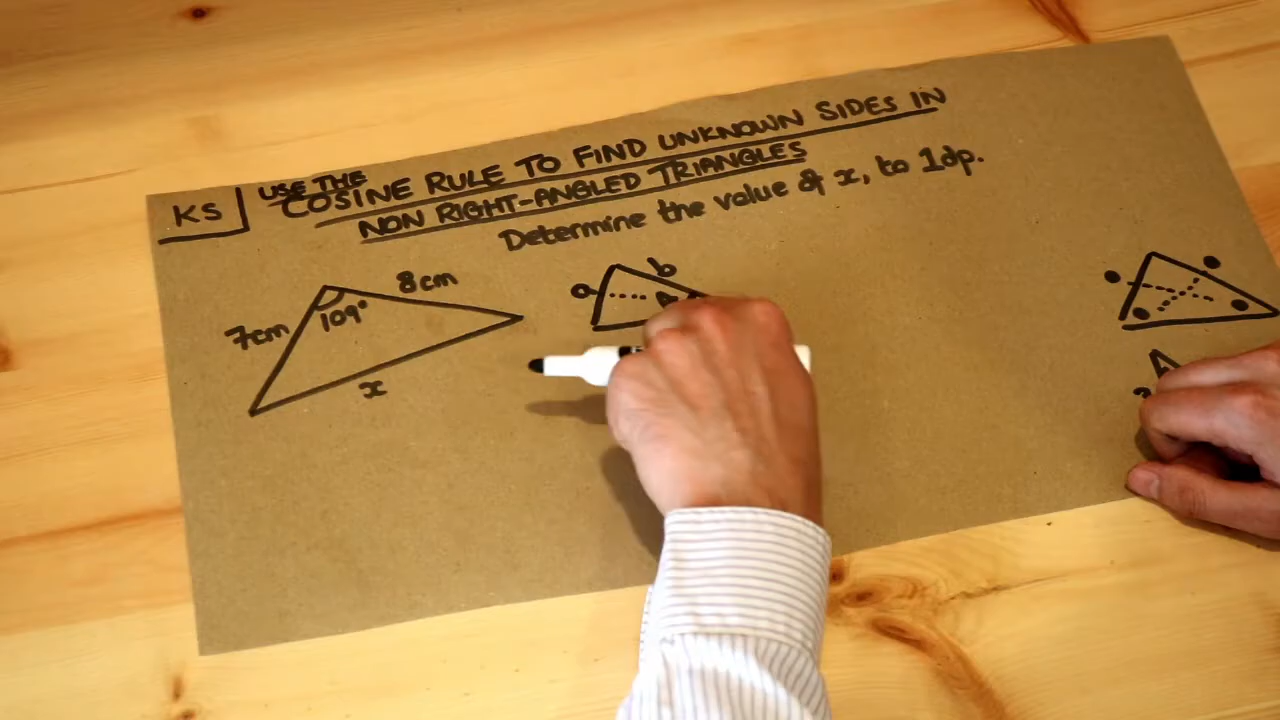 KS
USE THE
COSINE RULE TO FIND UNKNOWN SIDES IN
NON RIGHT-ANGLED TRIANGLES
Determine the value of x, to 1dp.
8cm
7cm
109°
x
a
b
A